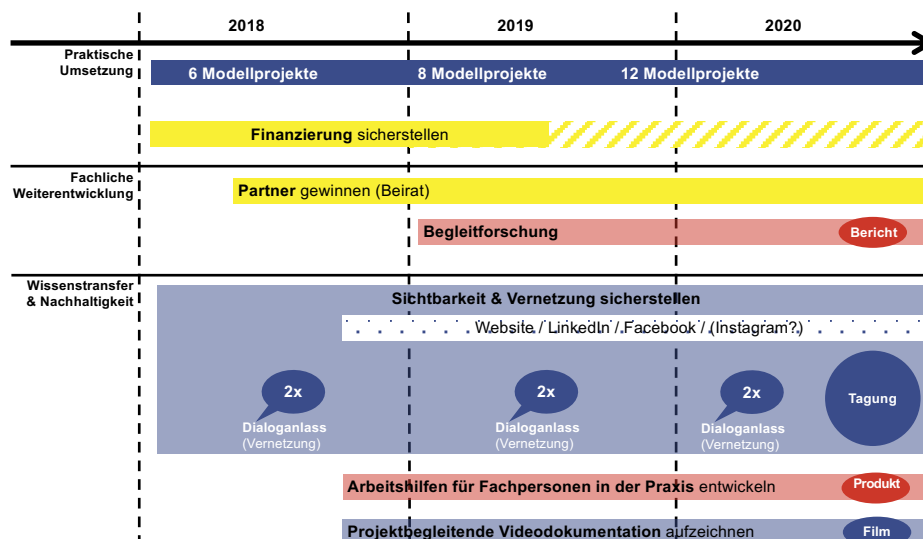 2018 2019 2020
Praktische
Umsetzung
6 Modellprojekte 8 Modellprojekte 12 Modellprojekte
Finanzierung sicherstellen
Fachliche
Weiterentwicklung
Partner gewinnen (Beirat)
Begleitforschung Bericht
Wissenstransfer
& Nachhaltigkeit
Sichtbarkeit & Vernetzung sicherstellen
Website / LinkedIn / Facebook / (Instagram?)
2x 2x 2x Tagung
Dialoganlass Dialoganlass Dialoganlass
(Vernetzung) (Vernetzung) (Vernetzung)
Arbeitshilfen für Fachpersonen in der Praxis entwickeln Produkt
Projektbegleitende Videodokumentation aufzeichnen Film